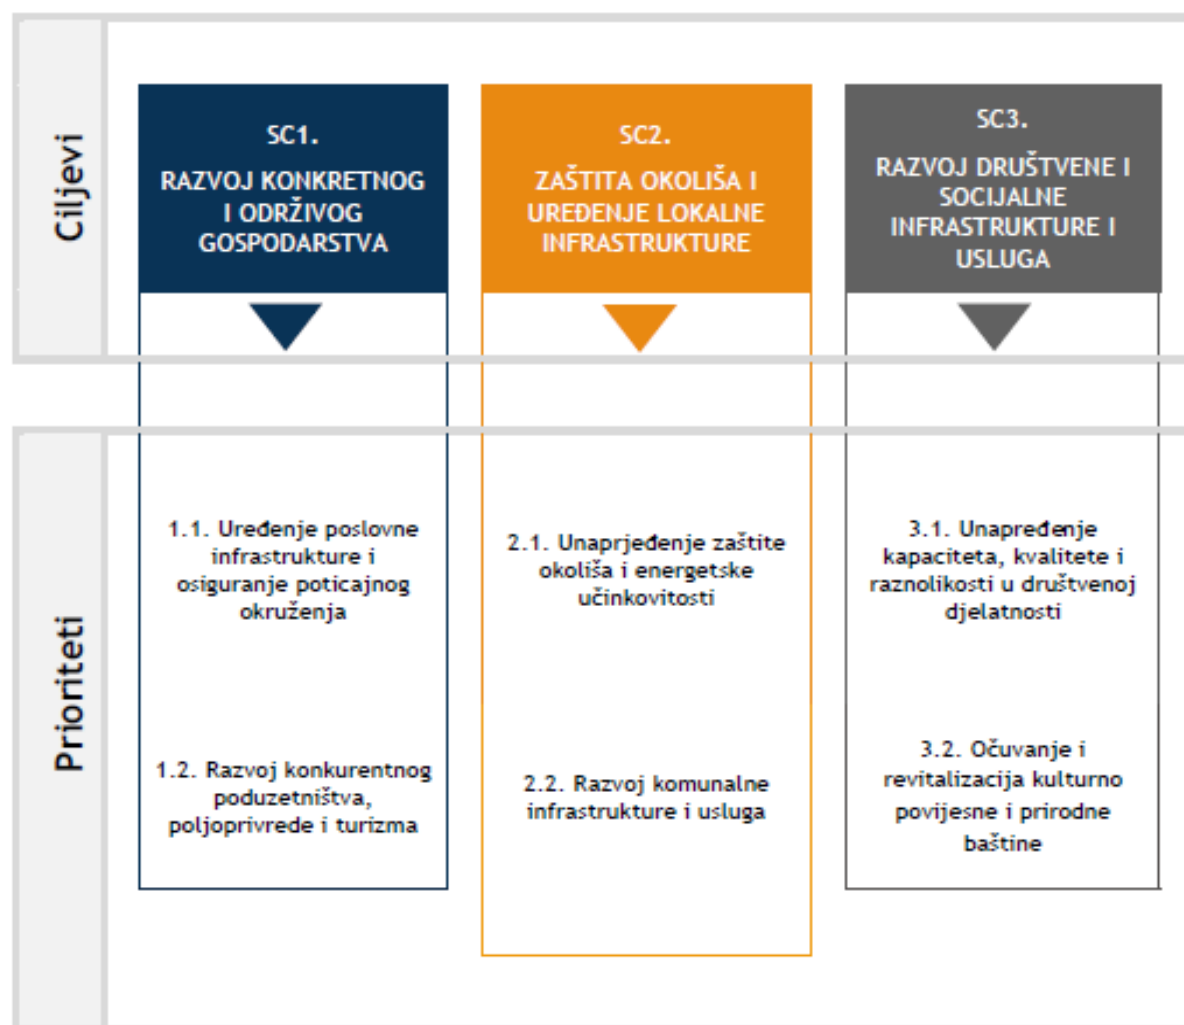 Ciljevi
SC1.
RAZVOJ KONKRETNOG
I ODRŽIVOG
GOSPODARSTVA
SC2.
ZAŠTITA OKOLIŠA I
UREĐENJE LOKALNE
INFRASTRUKTURE
SC3.
RAZVOJ DRUŠTVENE I
SOCIJALNE
INFRASTRUKTURE I
USLUGA
Prioriteti
1.1. Uređenje poslovne
infrastrukture i
osiguranje poticajnog
okruženja
2.1. Unaprjeđenje zaštite
okoliša i energetske
učinkovitosti
3.1. Unapređenje
kapaciteta, kvalitete i
raznolikosti u društvenoj
djelatnosti
1.2. Razvoj konkurentnog
poduzetništva,
poljoprivrede i turizma
2.2. Razvoj komunalne
infrastrukture i usluga
3.2. Očuvanje i
revitalizacija kulturno
povijesne i prirodne
baštine